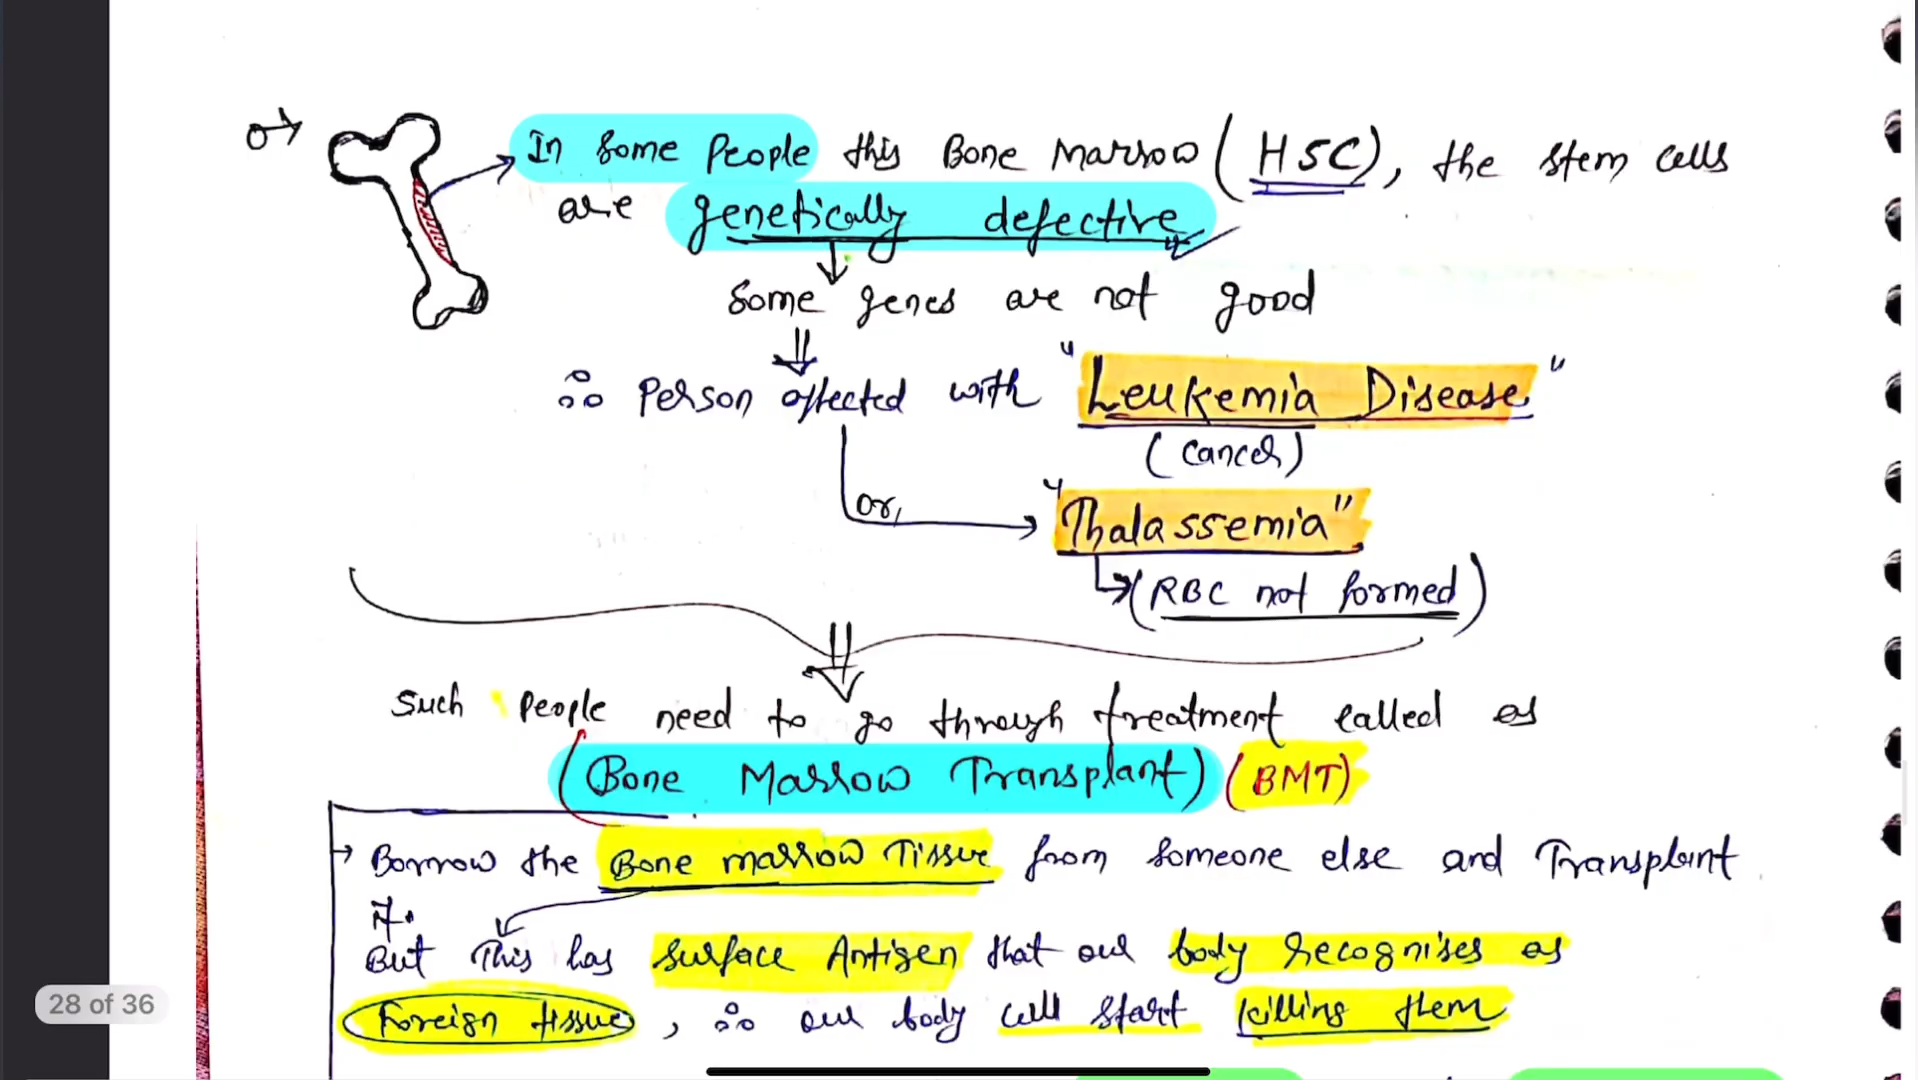 In Some People this Bone Marrow (HSC), the stem cells
are genetically defective
Some genes are not good
∴ Person affected with "Leukemia Disease"
(Cancer)
or, "Thalassemia"
(RBC not formed)
Such People need to go through treatment called as
(Bone Marrow Transplant) (BMT)
→ Borrow the Bone marrow Tissue from someone else and Transplant
it.
But This has surface Antigen that our body recognises as
Foreign tissue, ∴ our body cell start killing them
28 of 36